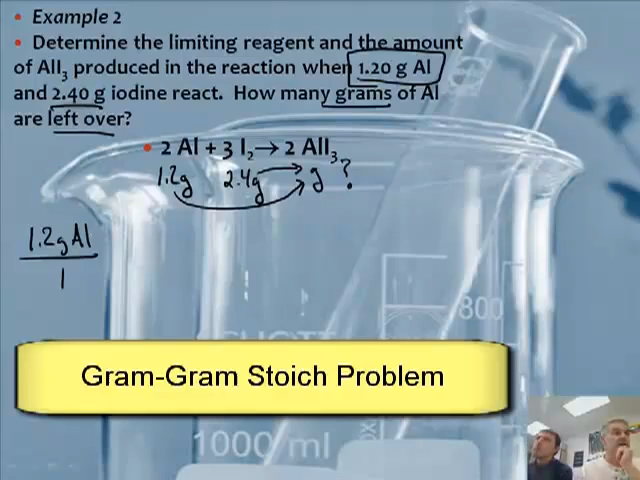 • Example 2
• Determine the limiting reagent and the amount
of AlI₃ produced in the reaction when 1.20 g Al
and 2.40 g iodine react. How many grams of Al
are left over?
• 2 Al + 3 I₂ → 2 AlI₃
1.2g 2.4g g ?
1.2g Al
1
800
SCHOTT
Gram-Gram Stoich Problem
1000 ml